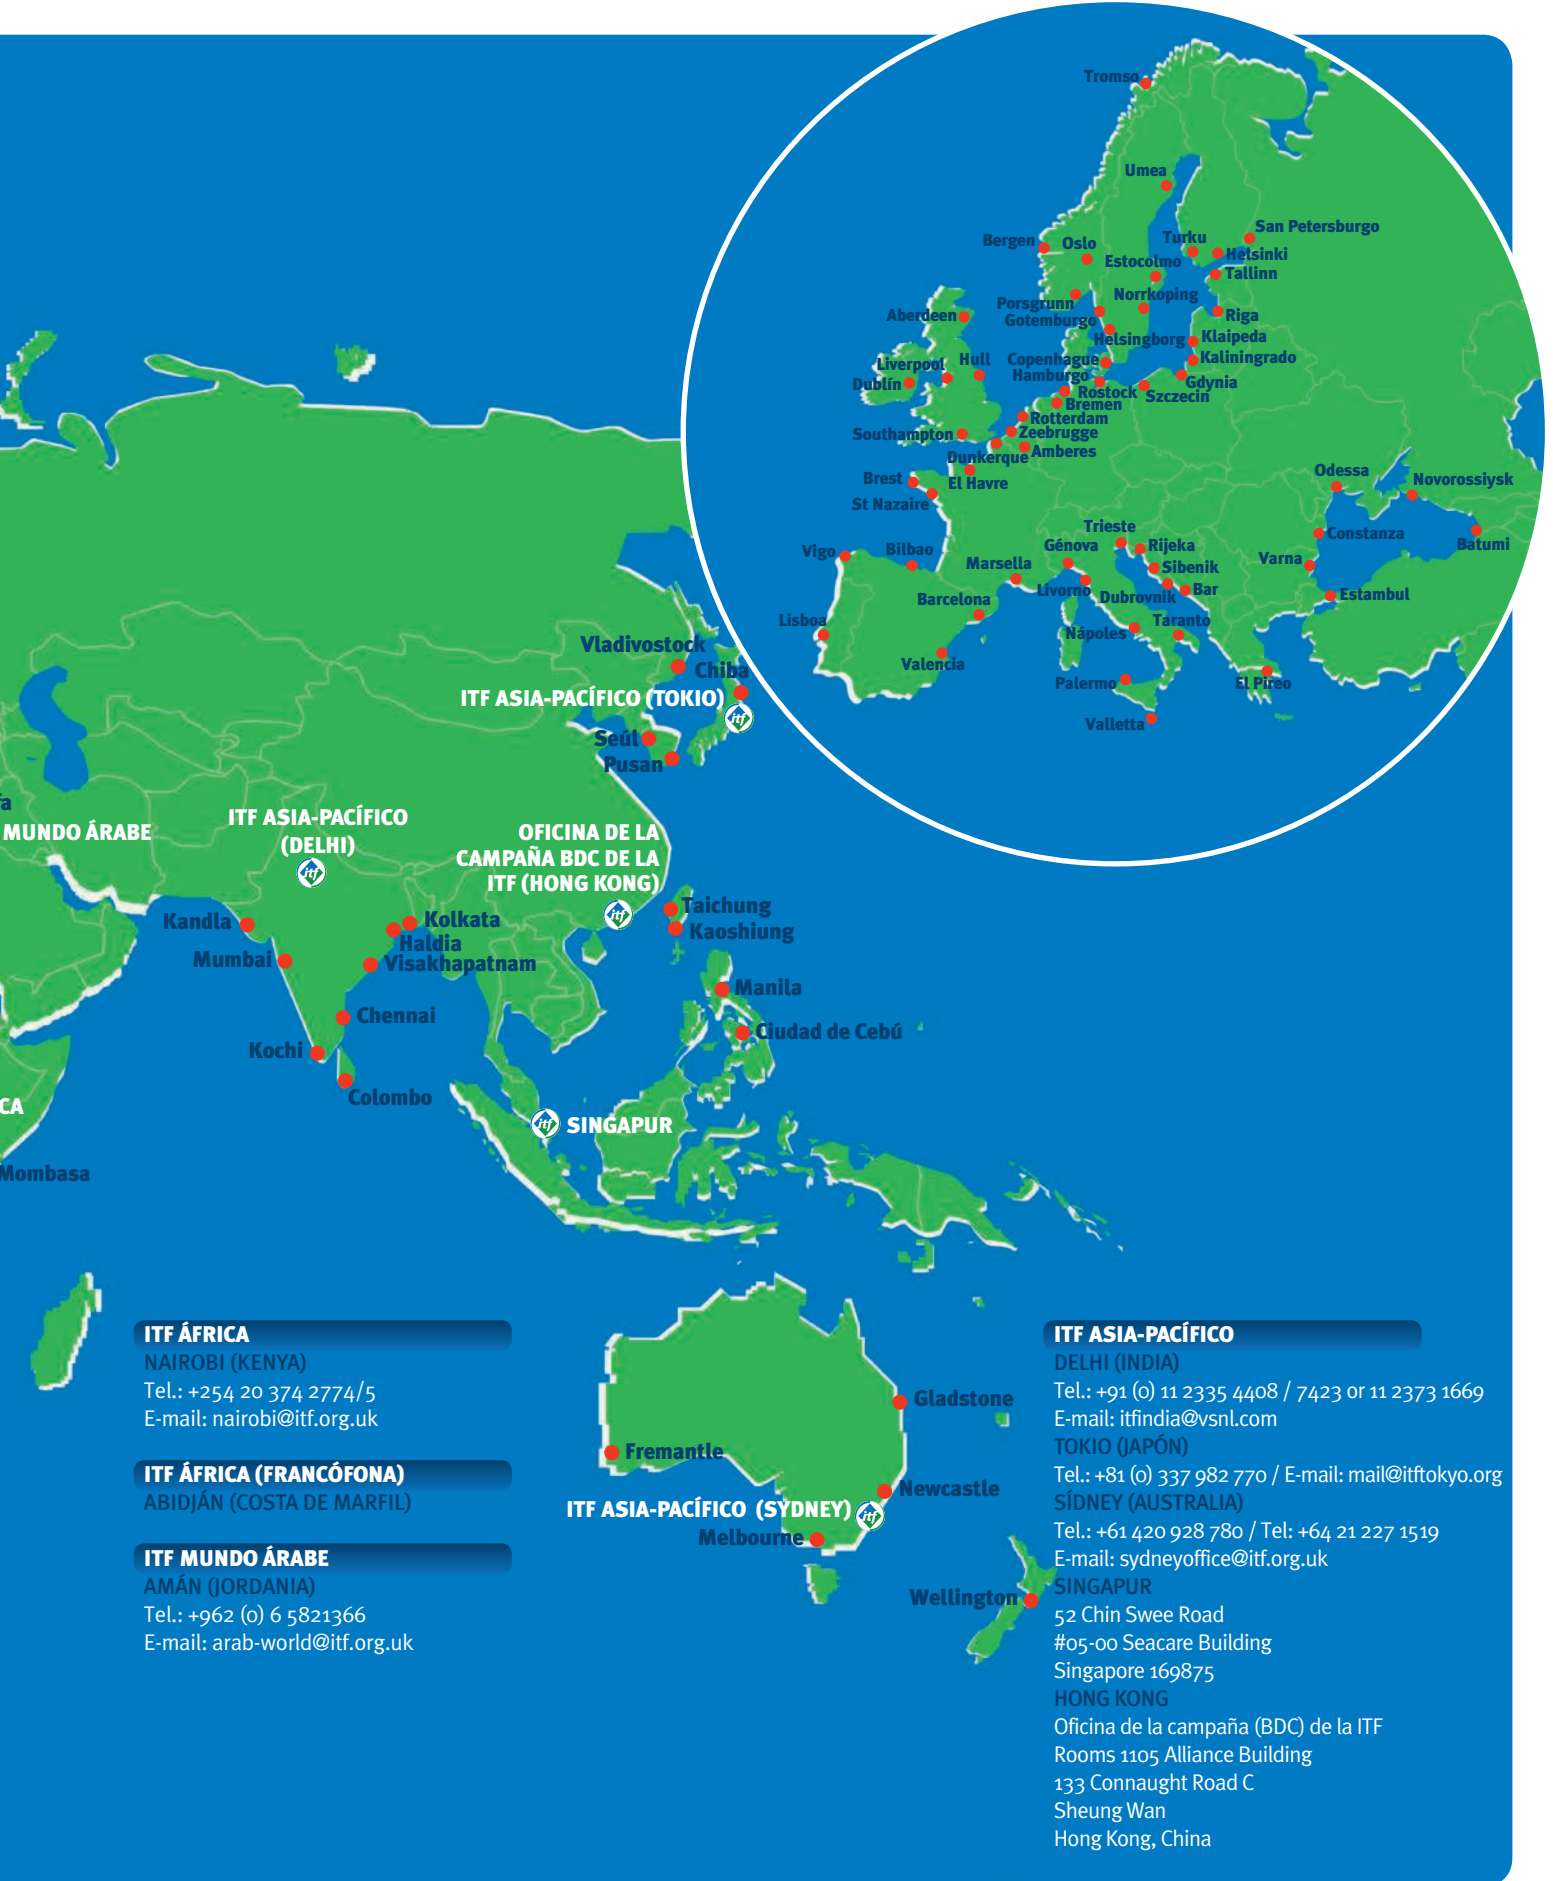 Tromso
Umea
San Petersburgo
Bergen
Oslo
Turku
Helsinki
Estocolmo
Tallinn
Porsgrunn
Norrkoping
Aberdeen
Gotemburgo
Riga
Helsingborg
Klaipeda
Liverpool
Hull
Copenhague
Kaliningrado
Dublín
Hamburgo
Gdynia
Rostock
Szczecin
Bremen
Rotterdam
Southampton
Zeebrugge
Dunkerque
Amberes
Brest
El Havre
Odessa
Novorossiysk
St Nazaire
Trieste
Constanza
Vigo
Bilbao
Génova
Rijeka
Batumi
Marsella
Sibenik
Varna
Livorno
Dubrovnik
Bar
Estambul
Barcelona
Lisboa
Nápoles
Taranto
Valencia
Palermo
El Pireo
Valletta
Vladivostock
Chiba
ITF ASIA-PACÍFICO (TOKIO)
itf
Seúl
Pusan
fa
MUNDO ÁRABE
ITF ASIA-PACÍFICO
(DELHI)
itf
OFICINA DE LA
CAMPAÑA BDC DE LA
ITF (HONG KONG)
itf
Taichung
Kaoshiung
Kandla
Kolkata
Haldia
Mumbai
Visakhapatnam
Manila
Chennai
Ciudad de Cebú
Kochi
Colombo
CA
itf
SINGAPUR
Mombasa
Gladstone
Fremantle
Newcastle
ITF ASIA-PACÍFICO (SYDNEY)
itf
Melbourne
Wellington
ITF ÁFRICA
NAIROBI (KENYA)
Tel.: +254 20 374 2774/5
E-mail: nairobi@itf.org.uk
ITF ÁFRICA (FRANCÓFONA)
ABIDJÁN (COSTA DE MARFIL)
ITF MUNDO ÁRABE
AMÁN (JORDANIA)
Tel.: +962 (0) 6 5821366
E-mail: arab-world@itf.org.uk
ITF ASIA-PACÍFICO
DELHI (INDIA)
Tel.: +91 (0) 11 2335 4408 / 7423 or 11 2373 1669
E-mail: itfindia@vsnl.com
TOKIO (JAPÓN)
Tel.: +81 (0) 337 982 770 / E-mail: mail@itftokyo.org
SÍDNEY (AUSTRALIA)
Tel.: +61 420 928 780 / Tel: +64 21 227 1519
E-mail: sydneyoffice@itf.org.uk
SINGAPUR
52 Chin Swee Road
#05-00 Seacare Building
Singapore 169875
HONG KONG
Oficina de la campaña (BDC) de la ITF
Rooms 1105 Alliance Building
133 Connaught Road C
Sheung Wan
Hong Kong, China